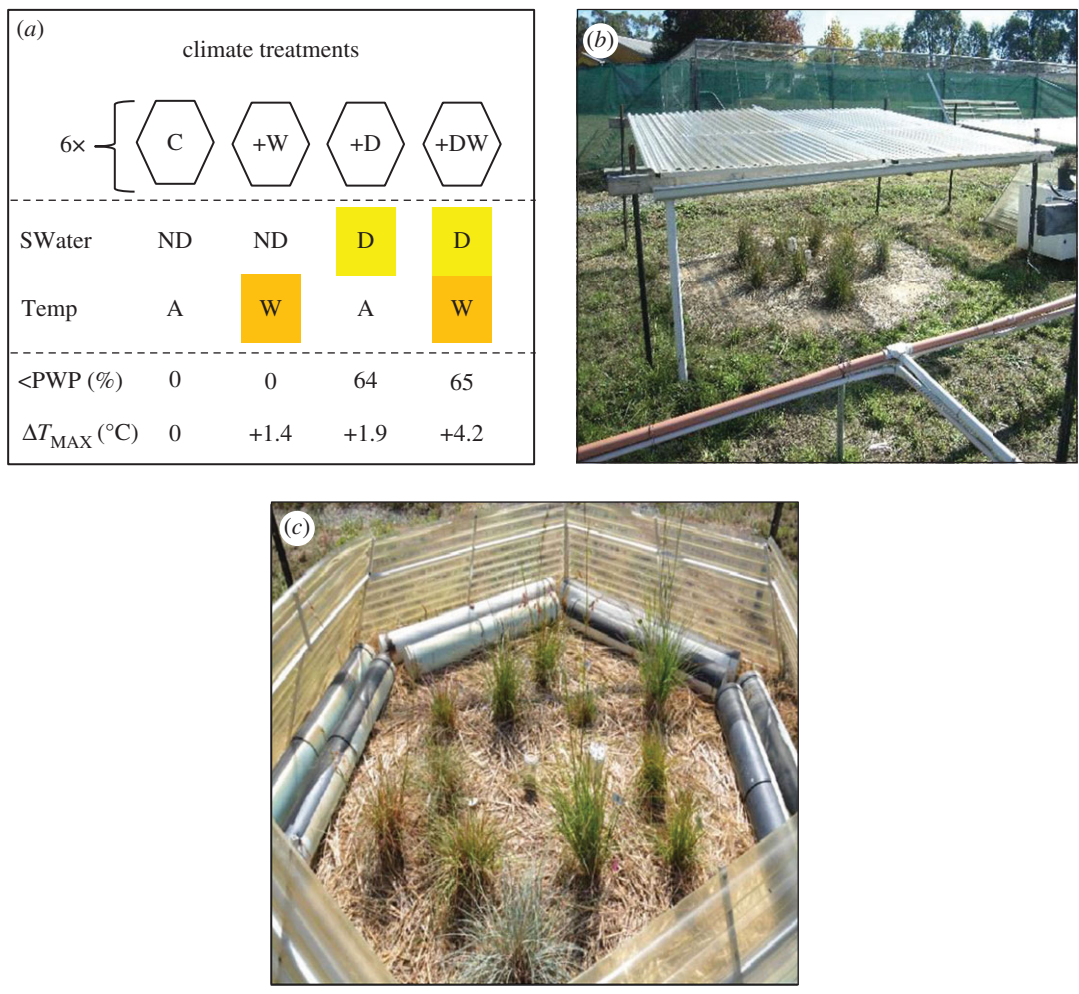 (a)
climate treatments
6× C +W +D +DW
SWater ND ND D D
Temp A W A W
<PWP (%) 0 0 64 65
ΔTMAX (°C) 0 +1.4 +1.9 +4.2
(b)
(c)